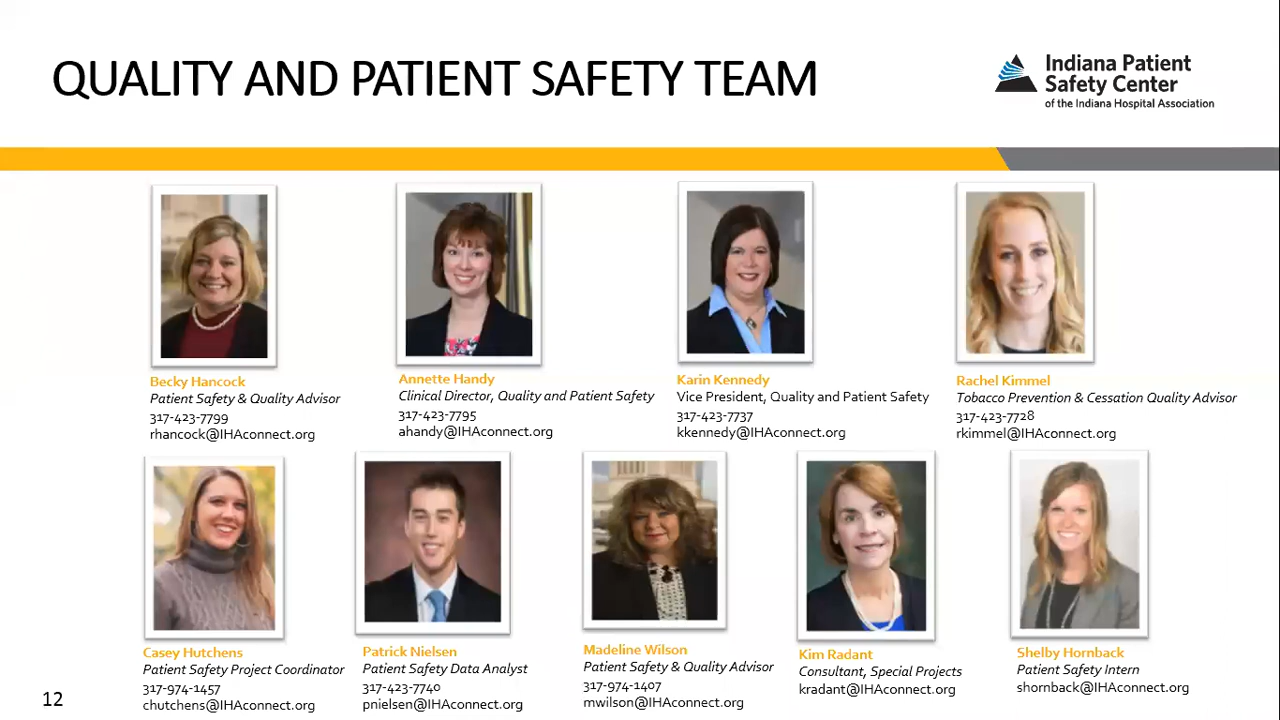 QUALITY AND PATIENT SAFETY TEAM
Indiana Patient
Safety Center
of the Indiana Hospital Association
Becky Hancock
Patient Safety & Quality Advisor
317-423-7799
rhancock@IHAconnect.org
Annette Handy
Clinical Director, Quality and Patient Safety
317-423-7795
ahandy@IHAconnect.org
Karin Kennedy
Vice President, Quality and Patient Safety
317-423-7737
kkennedy@IHAconnect.org
Rachel Kimmel
Tobacco Prevention & Cessation Quality Advisor
317-423-7728
rkimmel@IHAconnect.org
Casey Hutchens
Patient Safety Project Coordinator
317-974-1457
chutchens@IHAconnect.org
Patrick Nielsen
Patient Safety Data Analyst
317-423-7740
pnielsen@IHAconnect.org
Madeline Wilson
Patient Safety & Quality Advisor
317-974-1407
mwilson@IHAconnect.org
Kim Radant
Consultant, Special Projects
kradant@IHAconnect.org
Shelby Hornback
Patient Safety Intern
shornback@IHAconnect.org
12